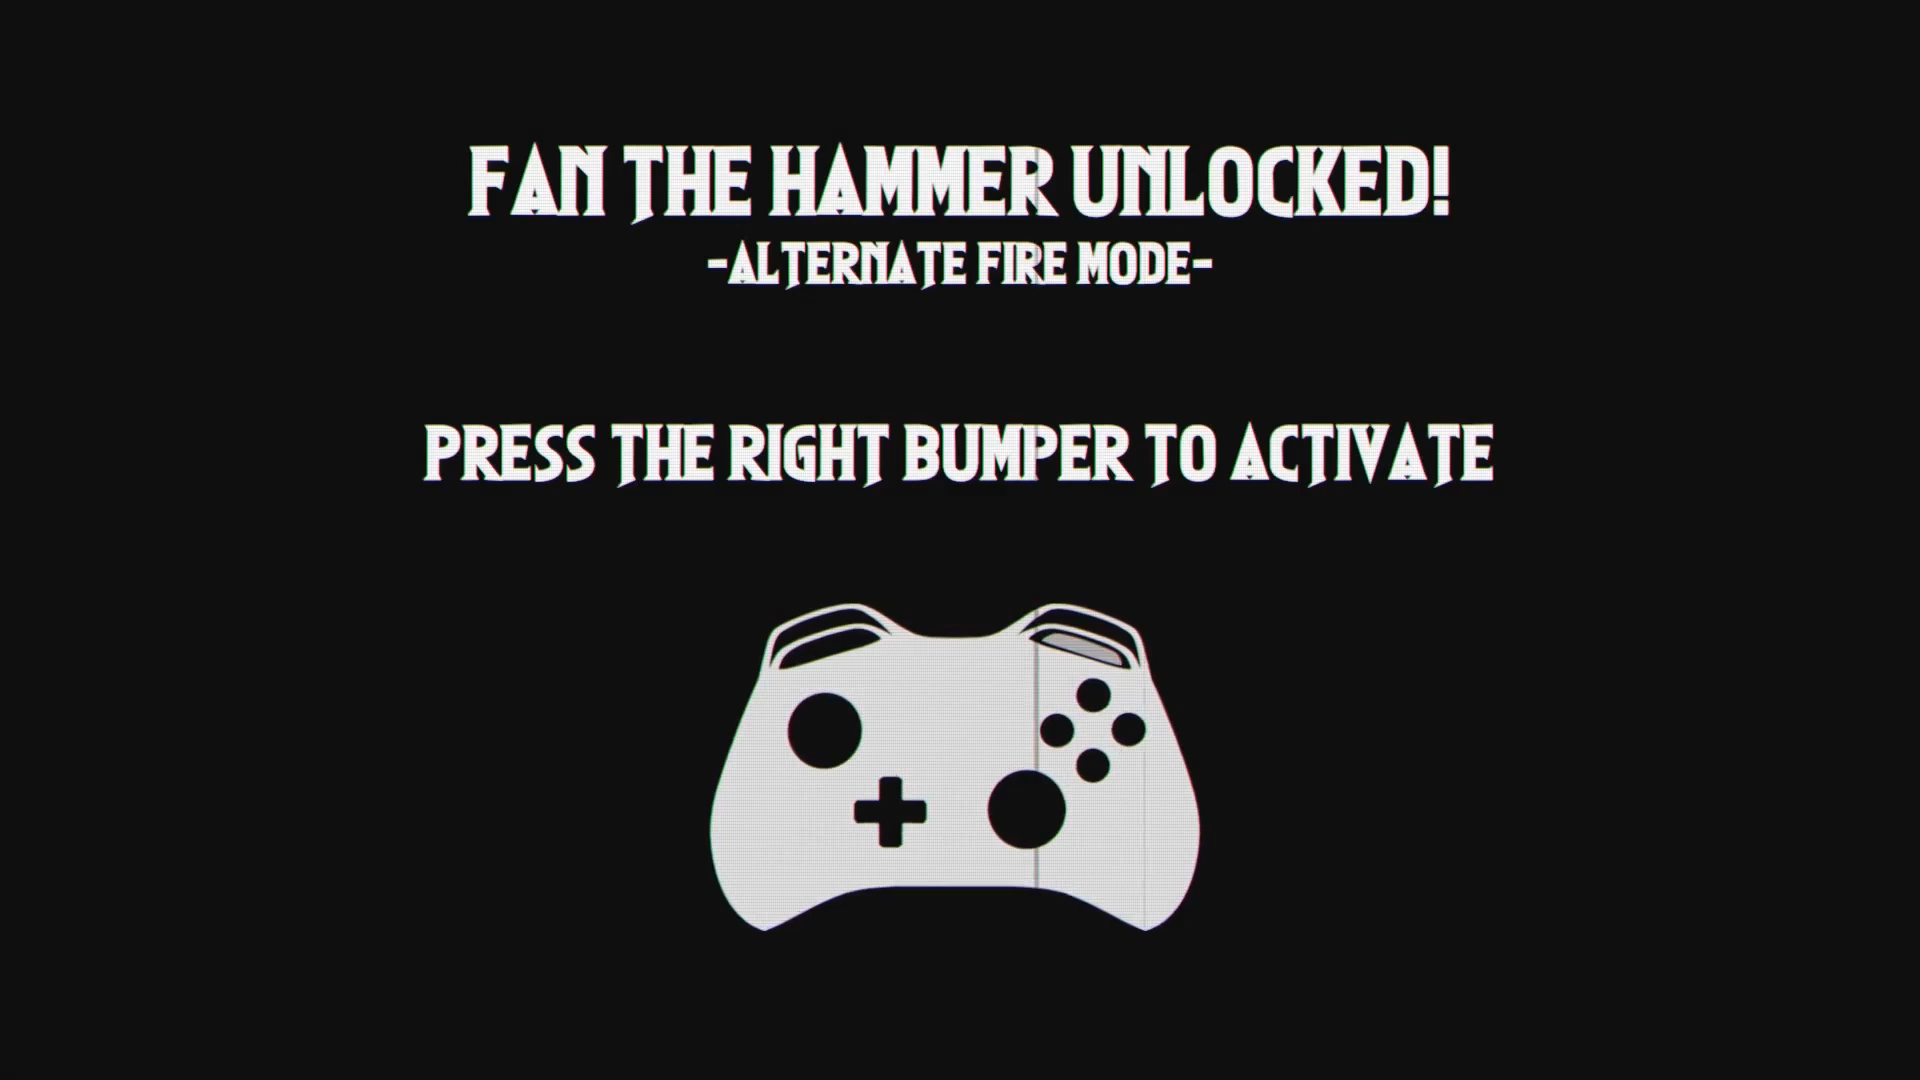 FAN THE HAMMER UNLOCKED!
-ALTERNATE FIRE MODE-
PRESS THE RIGHT BUMPER TO ACTIVATE